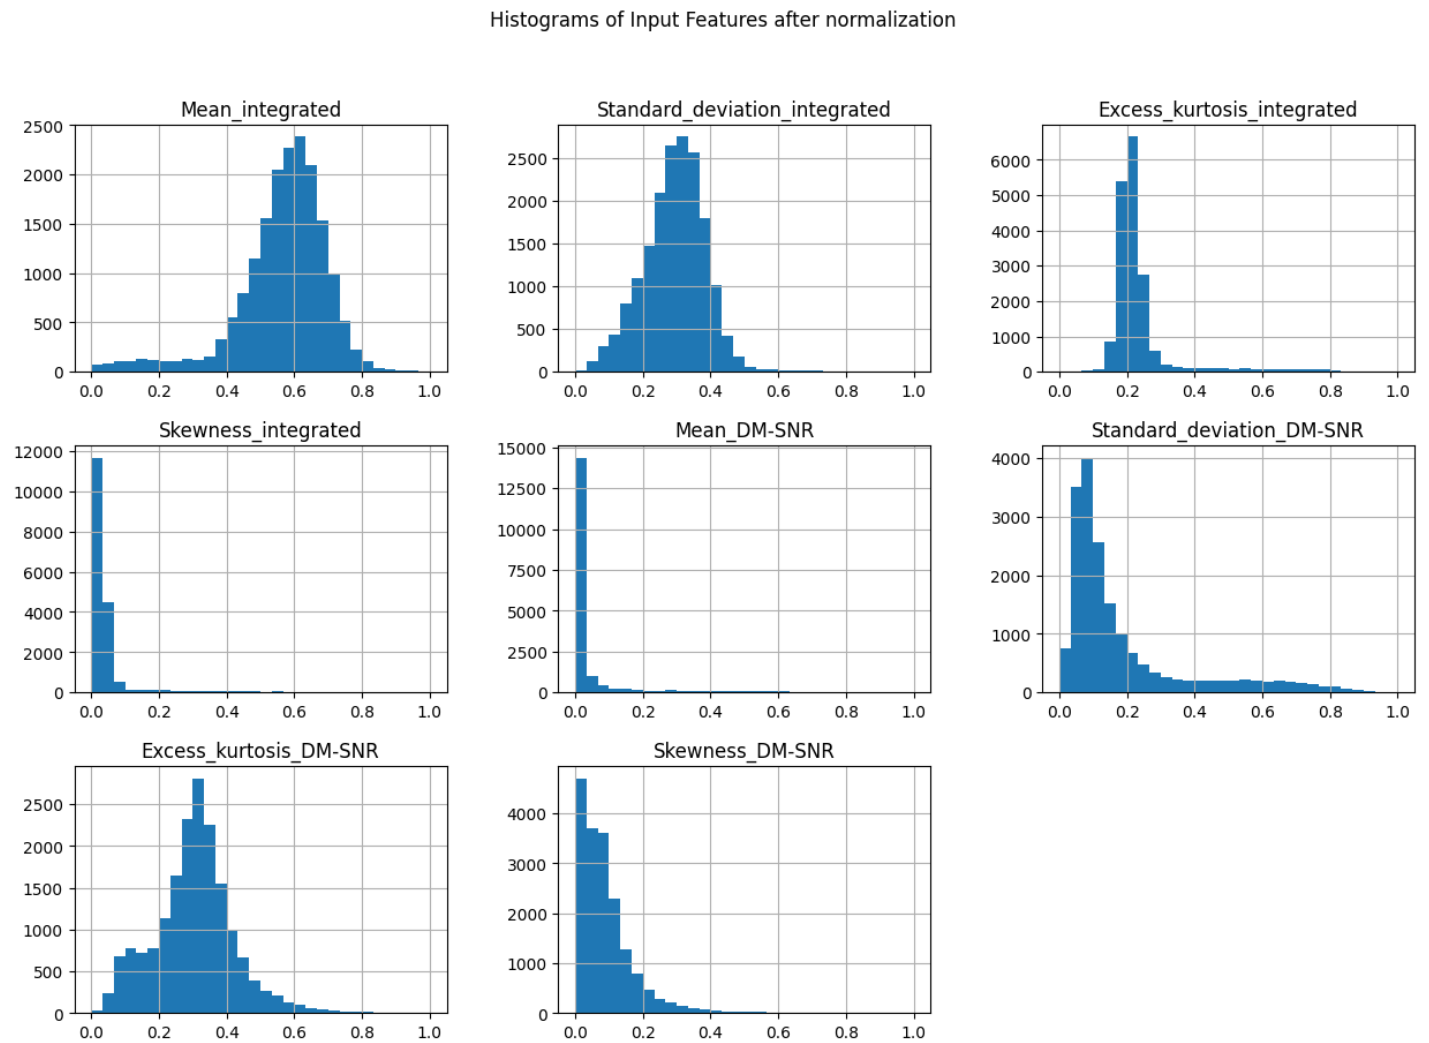 Histograms of Input Features after normalization
Mean_integrated
2500
2000
1500
1000
500
0
0.0 0.2 0.4 0.6 0.8 1.0
Standard_deviation_integrated
2500
2000
1500
1000
500
0
0.0 0.2 0.4 0.6 0.8 1.0
Excess_kurtosis_integrated
6000
5000
4000
3000
2000
1000
0
0.0 0.2 0.4 0.6 0.8 1.0
Skewness_integrated
12000
10000
8000
6000
4000
2000
0
0.0 0.2 0.4 0.6 0.8 1.0
Mean_DM-SNR
15000
12500
10000
7500
5000
2500
0
0.0 0.2 0.4 0.6 0.8 1.0
Standard_deviation_DM-SNR
4000
3000
2000
1000
0
0.0 0.2 0.4 0.6 0.8 1.0
Excess_kurtosis_DM-SNR
2500
2000
1500
1000
500
0
0.0 0.2 0.4 0.6 0.8 1.0
Skewness_DM-SNR
4000
3000
2000
1000
0
0.0 0.2 0.4 0.6 0.8 1.0